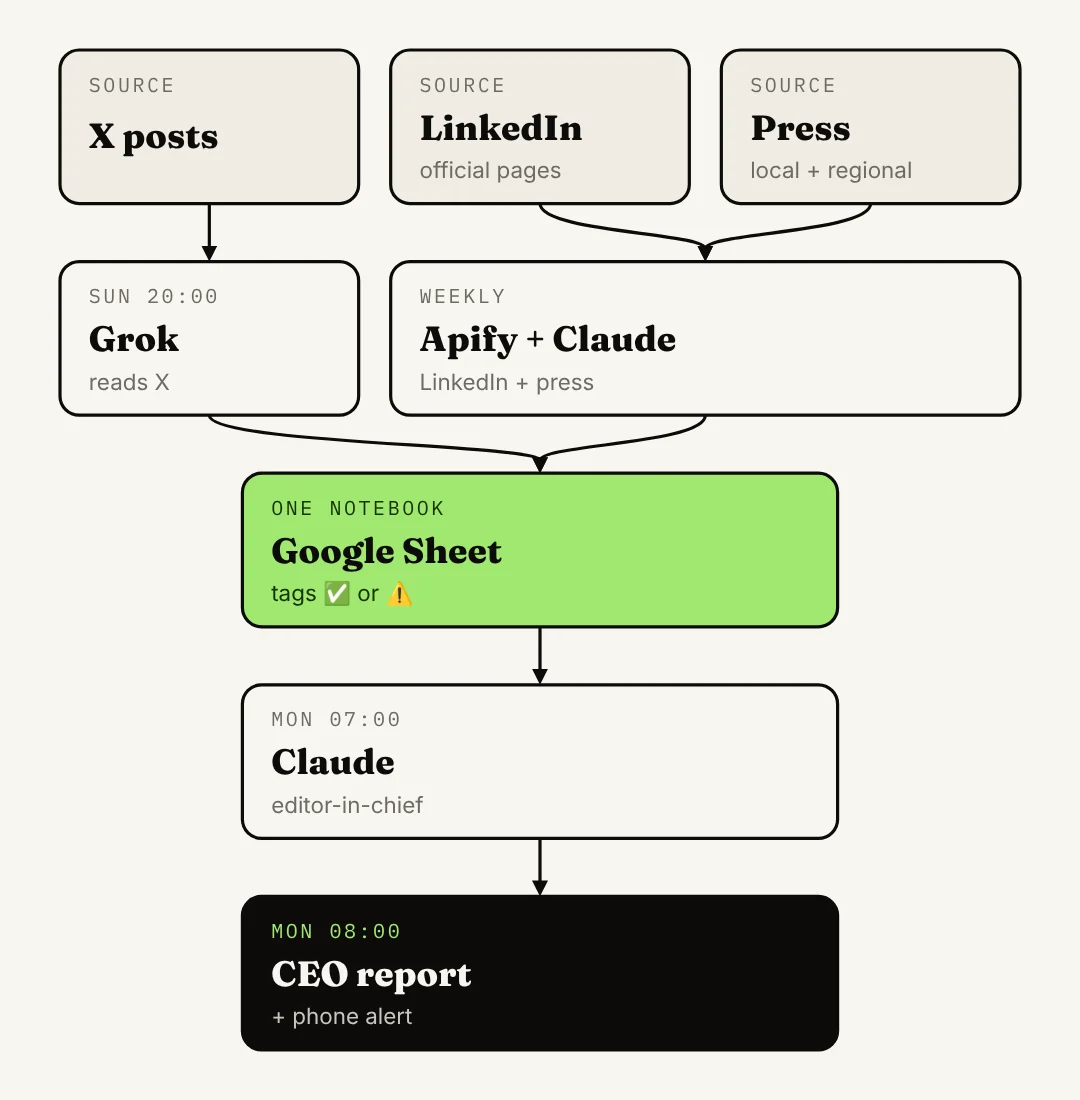 SOURCE
X posts
SOURCE
LinkedIn
official pages
SOURCE
Press
local + regional
SUN 20:00
Grok
reads X
WEEKLY
Apify + Claude
LinkedIn + press
ONE NOTEBOOK
Google Sheet
tags ✅ or ⚠️
MON 07:00
Claude
editor-in-chief
MON 08:00
CEO report
+ phone alert